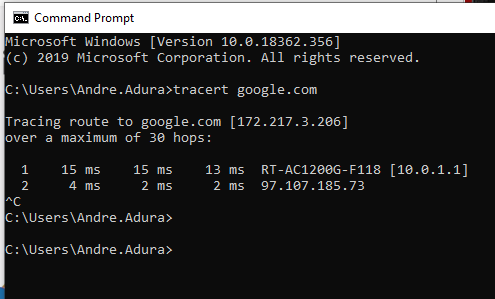 Command Prompt
Microsoft Windows [Version 10.0.18362.356]
(c) 2019 Microsoft Corporation. All rights reserved.
C:\Users\Andre.Adura>tracert google.com
Tracing route to google.com [172.217.3.206]
over a maximum of 30 hops:
1 15 ms 15 ms 13 ms RT-AC1200G-F118 [10.0.1.1]
2 4 ms 2 ms 2 ms 97.107.185.73
^C
C:\Users\Andre.Adura>
C:\Users\Andre.Adura>